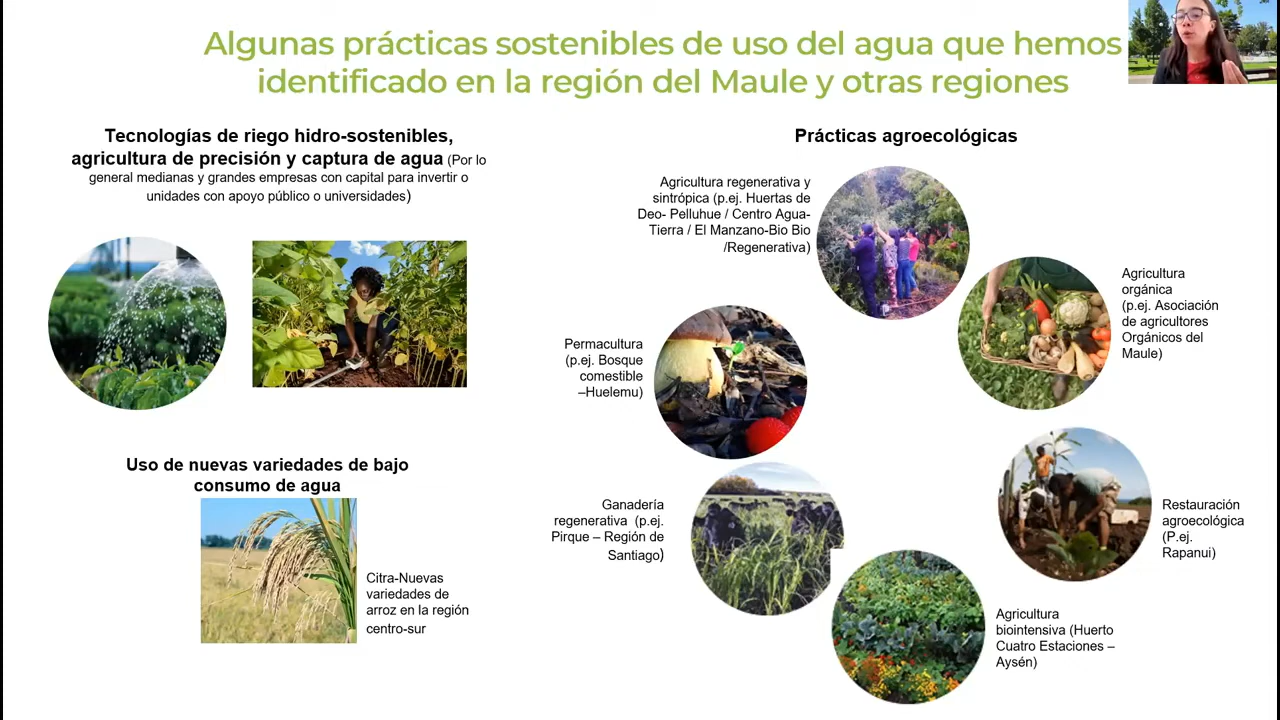 Algunas prácticas sostenibles de uso del agua que hemos
identificado en la región del Maule y otras regiones
Tecnologías de riego hidro-sostenibles,
agricultura de precisión y captura de agua (Por lo
general medianas y grandes empresas con capital para invertir o
unidades con apoyo público o universidades)
Uso de nuevas variedades de bajo
consumo de agua
Citra-Nuevas
variedades de
arroz en la región
centro-sur
Prácticas agroecológicas
Agricultura regenerativa y
sintrópica (p.ej. Huertas de
Deo- Pelluhue / Centro Agua-
Tierra / El Manzano-Bio Bio
/Regenerativa)
Agricultura
orgánica
(p.ej. Asociación
de agricultores
Orgánicos del
Maule)
Permacultura
(p.ej. Bosque
comestible
–Huelemu)
Ganadería
regenerativa (p.ej.
Pirque – Región de
Santiago)
Restauración
agroecológica
(P.ej.
Rapanui)
Agricultura
biointensiva (Huerto
Cuatro Estaciones –
Aysén)